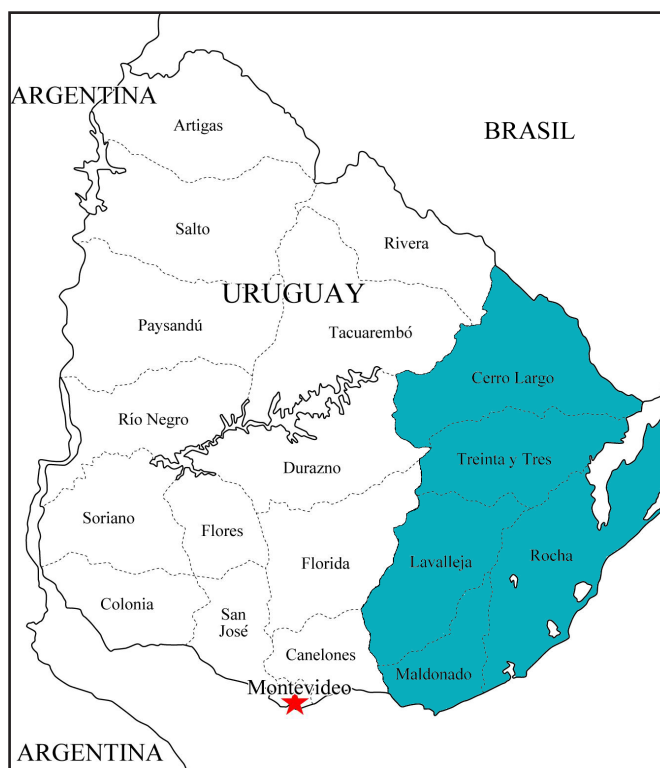 ARGENTINA
Artigas
BRASIL
Salto
Rivera
URUGUAY
Paysandú
Tacuarembó
Cerro Largo
Río Negro
Treinta y Tres
Durazno
Soriano
Flores
Florida
Lavalleja
Rocha
Colonia
San
José
Canelones
Maldonado
Montevideo
ARGENTINA